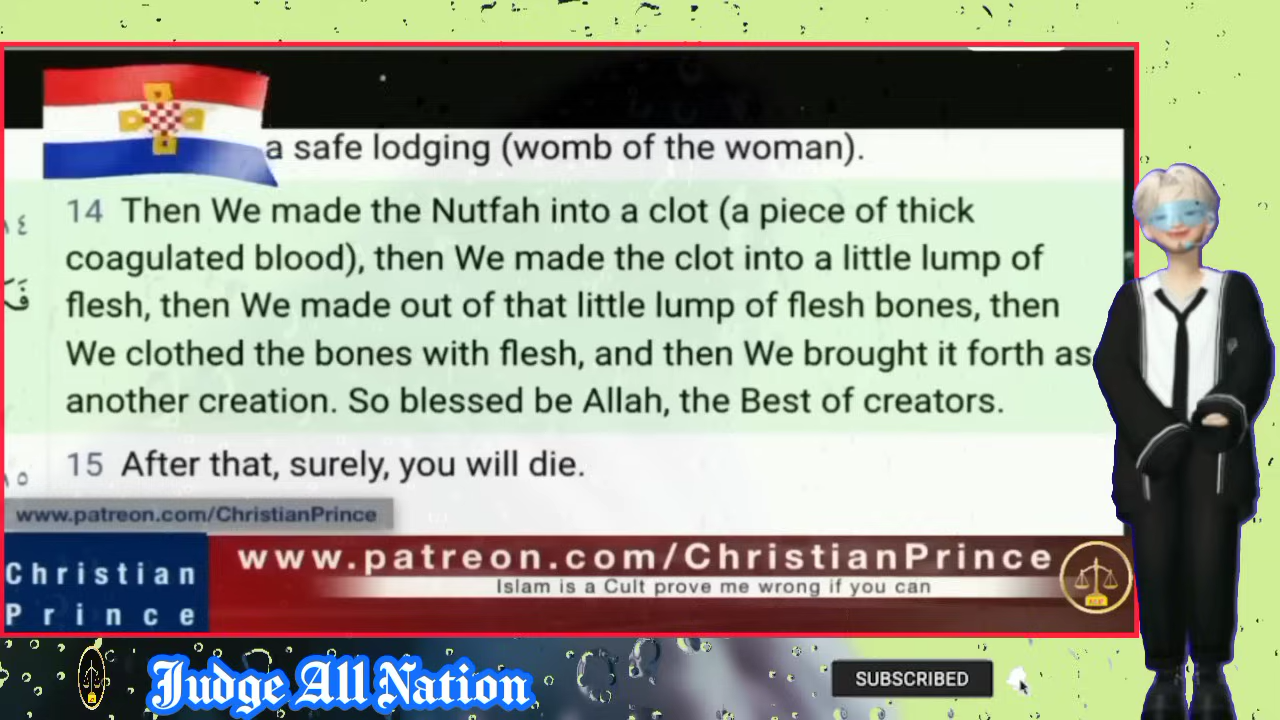 a safe lodging (womb of the woman).
14 Then We made the Nutfah into a clot (a piece of thick
coagulated blood), then We made the clot into a little lump of
flesh, then We made out of that little lump of flesh bones, then
We clothed the bones with flesh, and then We brought it forth as
another creation. So blessed be Allah, the Best of creators.
15 After that, surely, you will die.
www.patreon.com/ChristianPrince
Christian
Prince
www.patreon.com/ChristianPrince
Islam is a Cult prove me wrong if you can
Judge All Nation
SUBSCRIBED